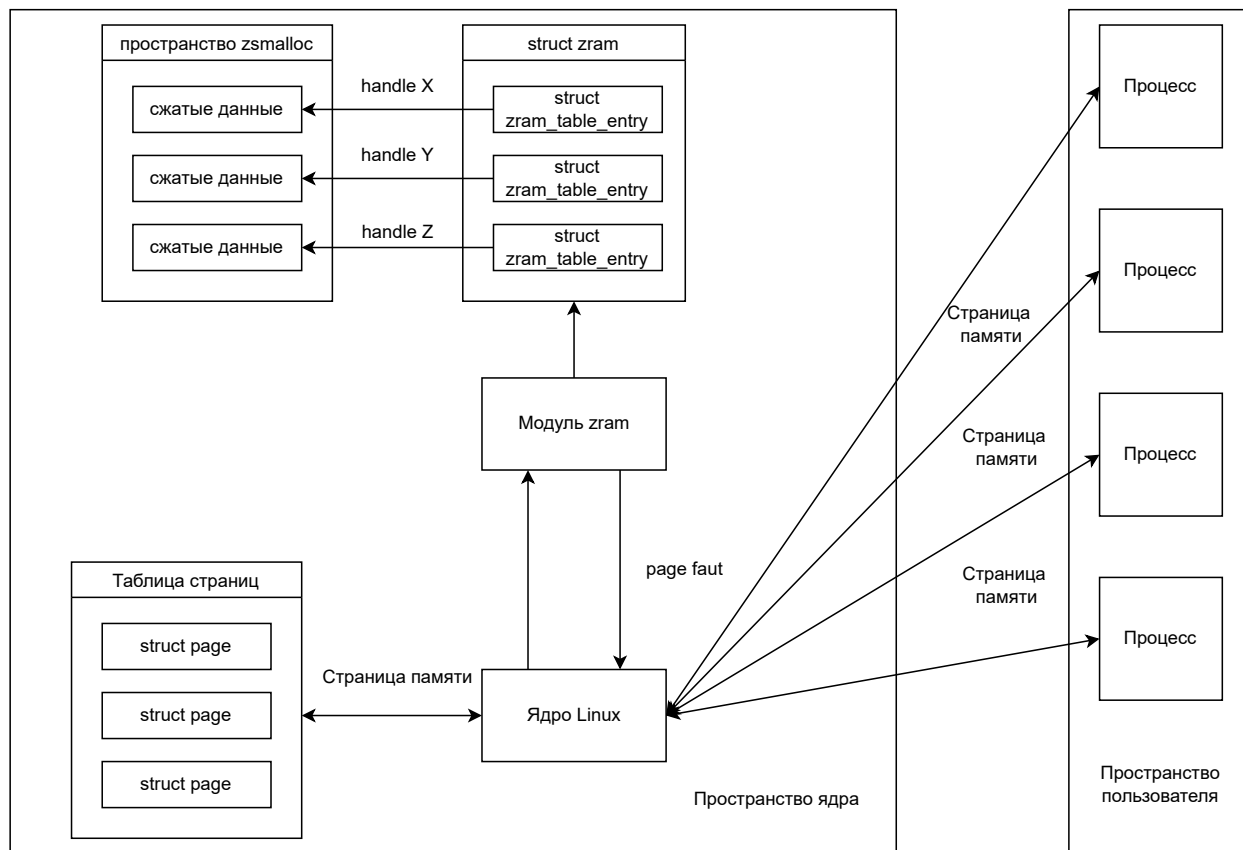 пространство zsmalloc
struct zram
Процесс
handle X
сжатые данные
struct
zram_table_entry
handle Y
сжатые данные
struct
zram_table_entry
handle Z
сжатые данные
struct
zram_table_entry
Процесс
Страница
памяти
Модуль zram
Страница
памяти
Процесс
page faut
Страница
памяти
Таблица страниц
struct page
struct page
struct page
Страница памяти
Ядро Linux
Процесс
Пространство ядра
Пространство
пользователя